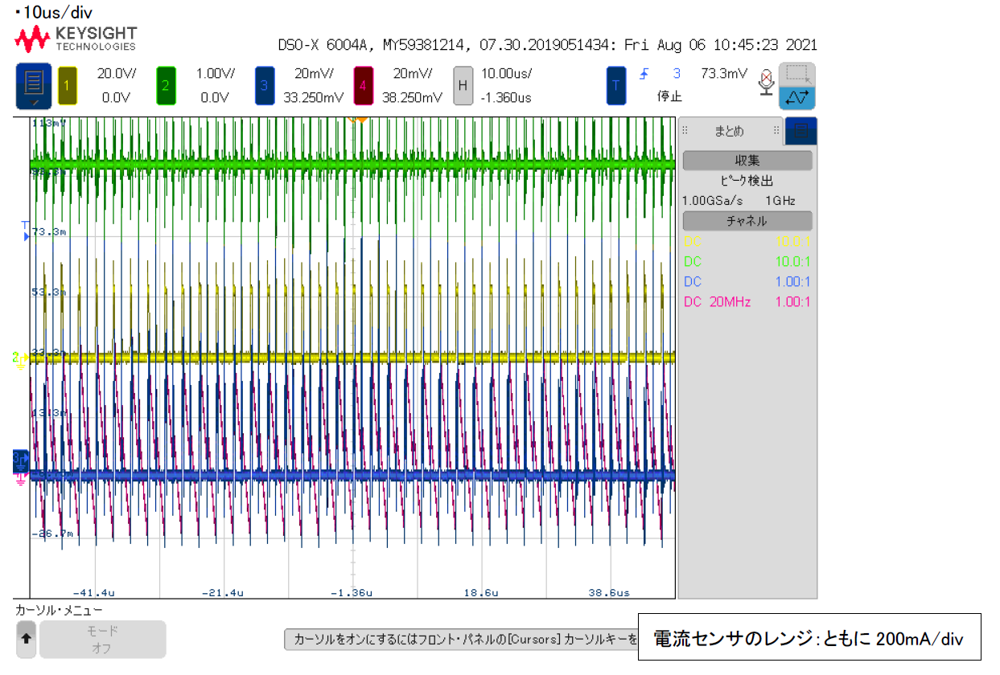 ・10us/div
KEYSIGHT
TECHNOLOGIES
DSO-X 6004A, MY59381214, 07.30.2019051434: Fri Aug 06 10:45:23 2021
1 20.0V/ 2 1.00V/ 3 20mV/ 4 20mV/ H 10.00us/ T 3 73.3mV
0.0V 0.0V 33.250mV 38.250mV -1.360us 停止
113mV
まとめ
収集
ﾋﾟｰｸ検出
1.00GSa/s 1GHz
チャネル
T
73.3m
DC 10.0:1
DC 10.0:1
DC 1.00:1
53.3m
DC 20MHz 1.00:1
2
33.3m
13.3m
3
-26.7m
-41.4u -21.4u -1.36u 18.6u 38.6us
カーソル・メニュー
モード
オフ
カーソルをオンにするにはフロント・パネルの[Cursors]カーソルキーを
電流センサのレンジ：ともに 200mA/div